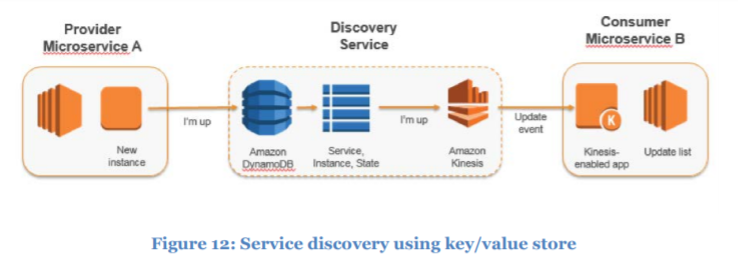 Provider
Microservice A
Discovery
Service
Consumer
Microservice B
I'm up
I'm up
Update
event
New
instance
Amazon
DynamoDB
Service,
Instance, State
Amazon
Kinesis
K
Kinesis-
enabled app
Update list
Figure 12: Service discovery using key/value store